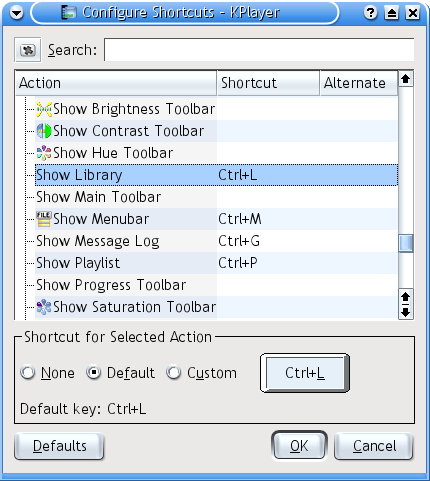 Configure Shortcuts - KPlayer
Search:
Action Shortcut Alternate
Show Brightness Toolbar
Show Contrast Toolbar
Show Hue Toolbar
Show Library Ctrl+L
Show Main Toolbar
FILE Show Menubar Ctrl+M
Show Message Log Ctrl+G
Show Playlist Ctrl+P
Show Progress Toolbar
Show Saturation Toolbar
Shortcut for Selected Action
None Default Custom Ctrl+L
Default key: Ctrl+L
Defaults OK Cancel